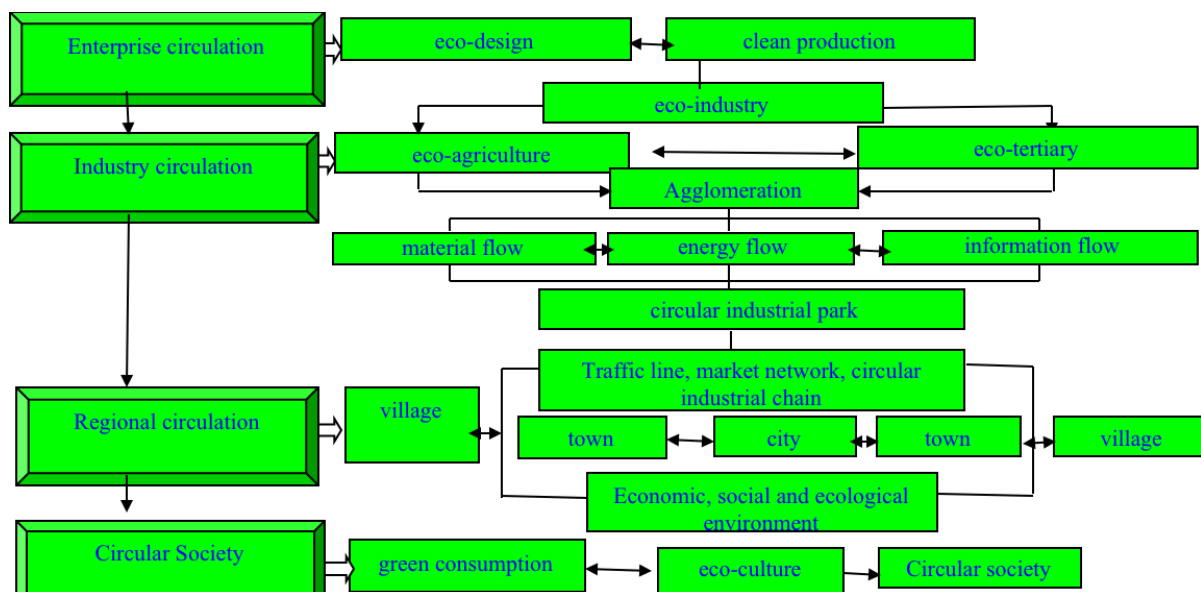 Enterprise circulation
eco-design
clean production
eco-industry
Industry circulation
eco-agriculture
eco-tertiary
Agglomeration
material flow
energy flow
information flow
circular industrial park
Traffic line, market network, circular
industrial chain
Regional circulation
village
town
city
town
village
Economic, social and ecological
environment
Circular Society
green consumption
eco-culture
Circular society